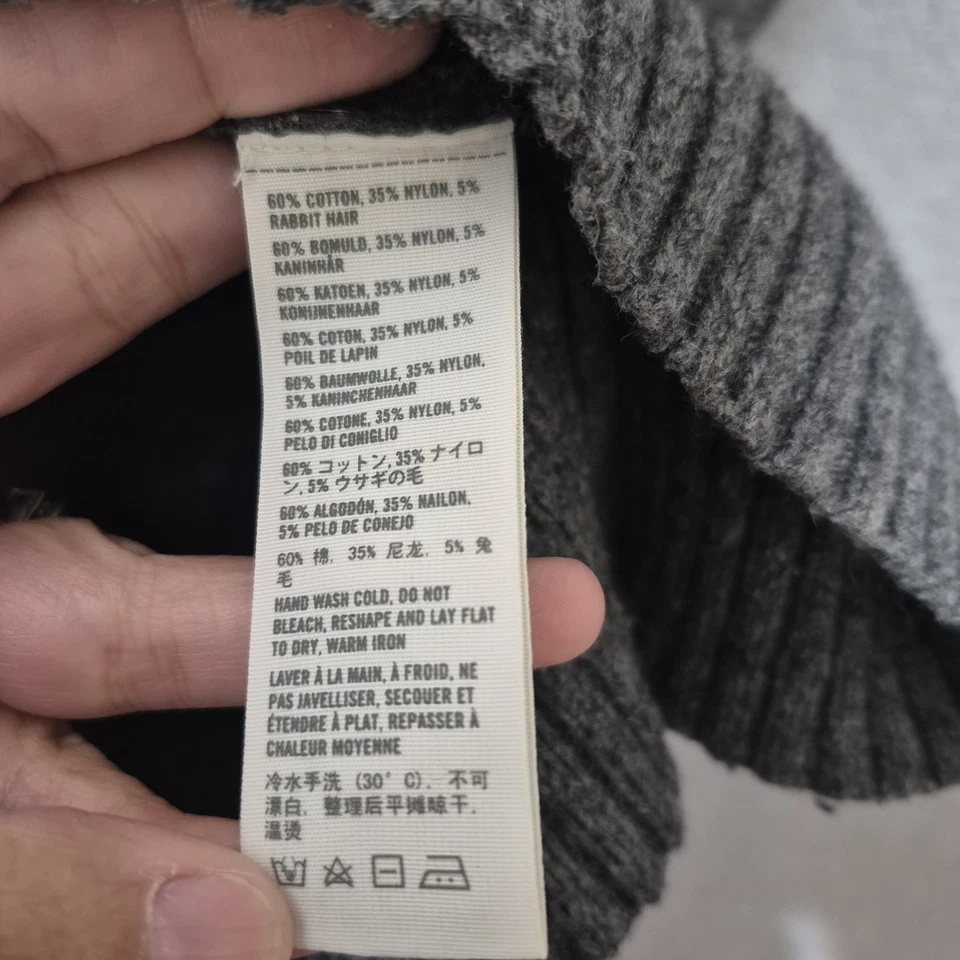 60% COTTON, 35% NYLON, 5%
RABBIT HAIR
60% BOMULD, 35% NYLON, 5%
KANINHÅR
60% KATOEN, 35% NYLON, 5%
KONIJNENHAAR
60% COTON, 35% NYLON, 5%
POIL DE LAPIN
60% BAUMWOLLE, 35% NYLON,
5% KANINCHENHAAR
60% COTONE, 35% NYLON, 5%
PELO DI CONIGLIO
60% コットン, 35% ナイロ
ン, 5% ウサギの毛
60% ALGODÓN, 35% NAILON,
5% PELO DE CONEJO
60% 棉, 35% 尼龙, 5% 兔
毛
HAND WASH COLD, DO NOT
BLEACH, RESHAPE AND LAY FLAT
TO DRY, WARM IRON
LAVER À LA MAIN, À FROID, NE
PAS JAVELLISER, SECOUER ET
ÉTENDRE À PLAT, REPASSER À
CHALEUR MOYENNE
冷水手洗 (30°C). 不可
漂白. 整理后平摊晾干.
温烫